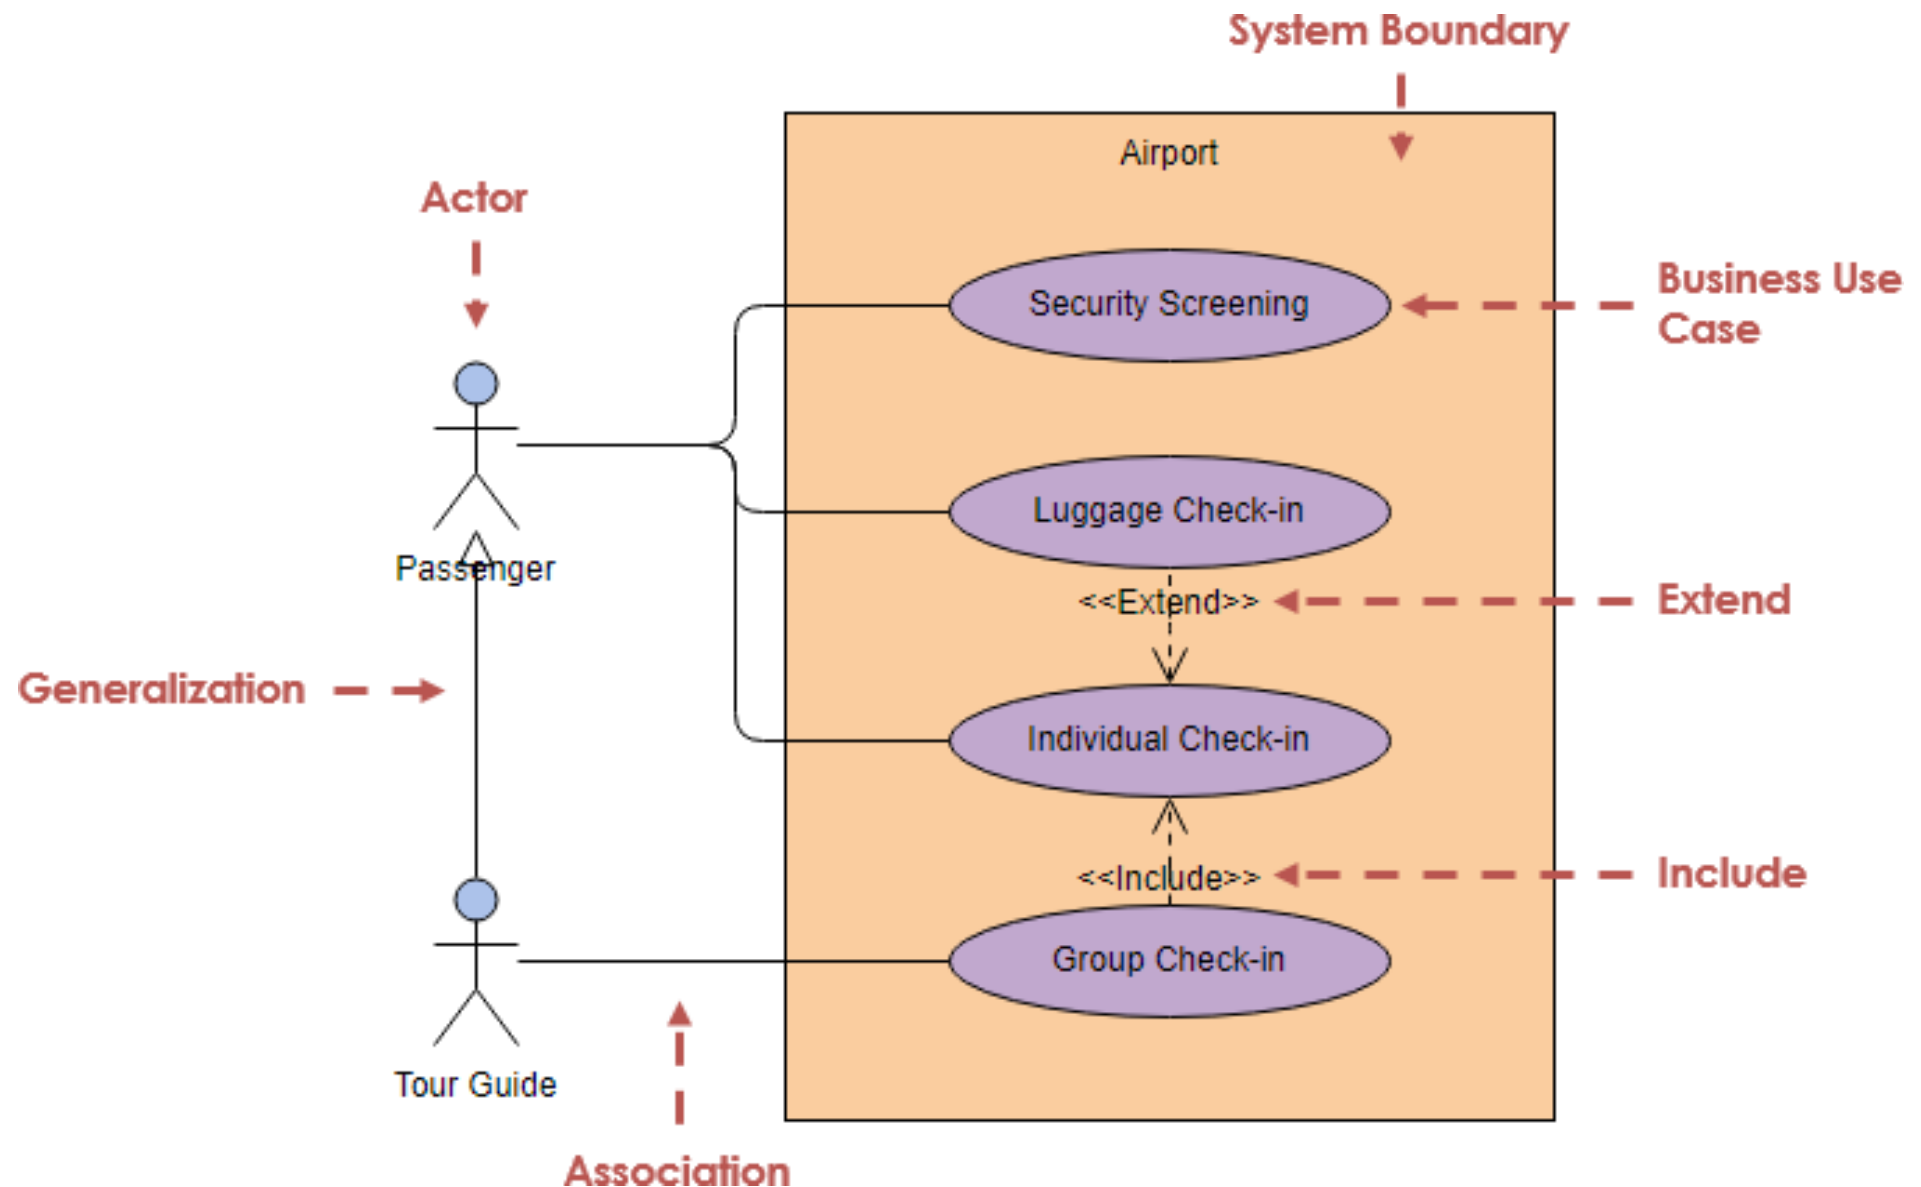 System Boundary
Airport
Actor
Security Screening
Business Use
Case
Luggage Check-in
Passenger
<<Extend>>
Extend
Generalization
Individual Check-in
<<Include>>
Include
Group Check-in
Tour Guide
Association